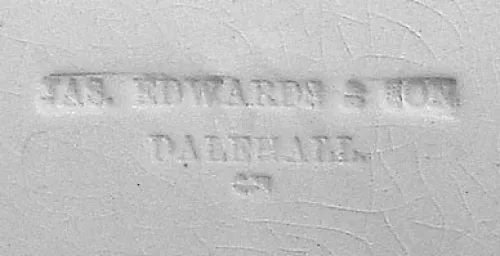 JAS. EDWARDS & SON.
DALEHALL.